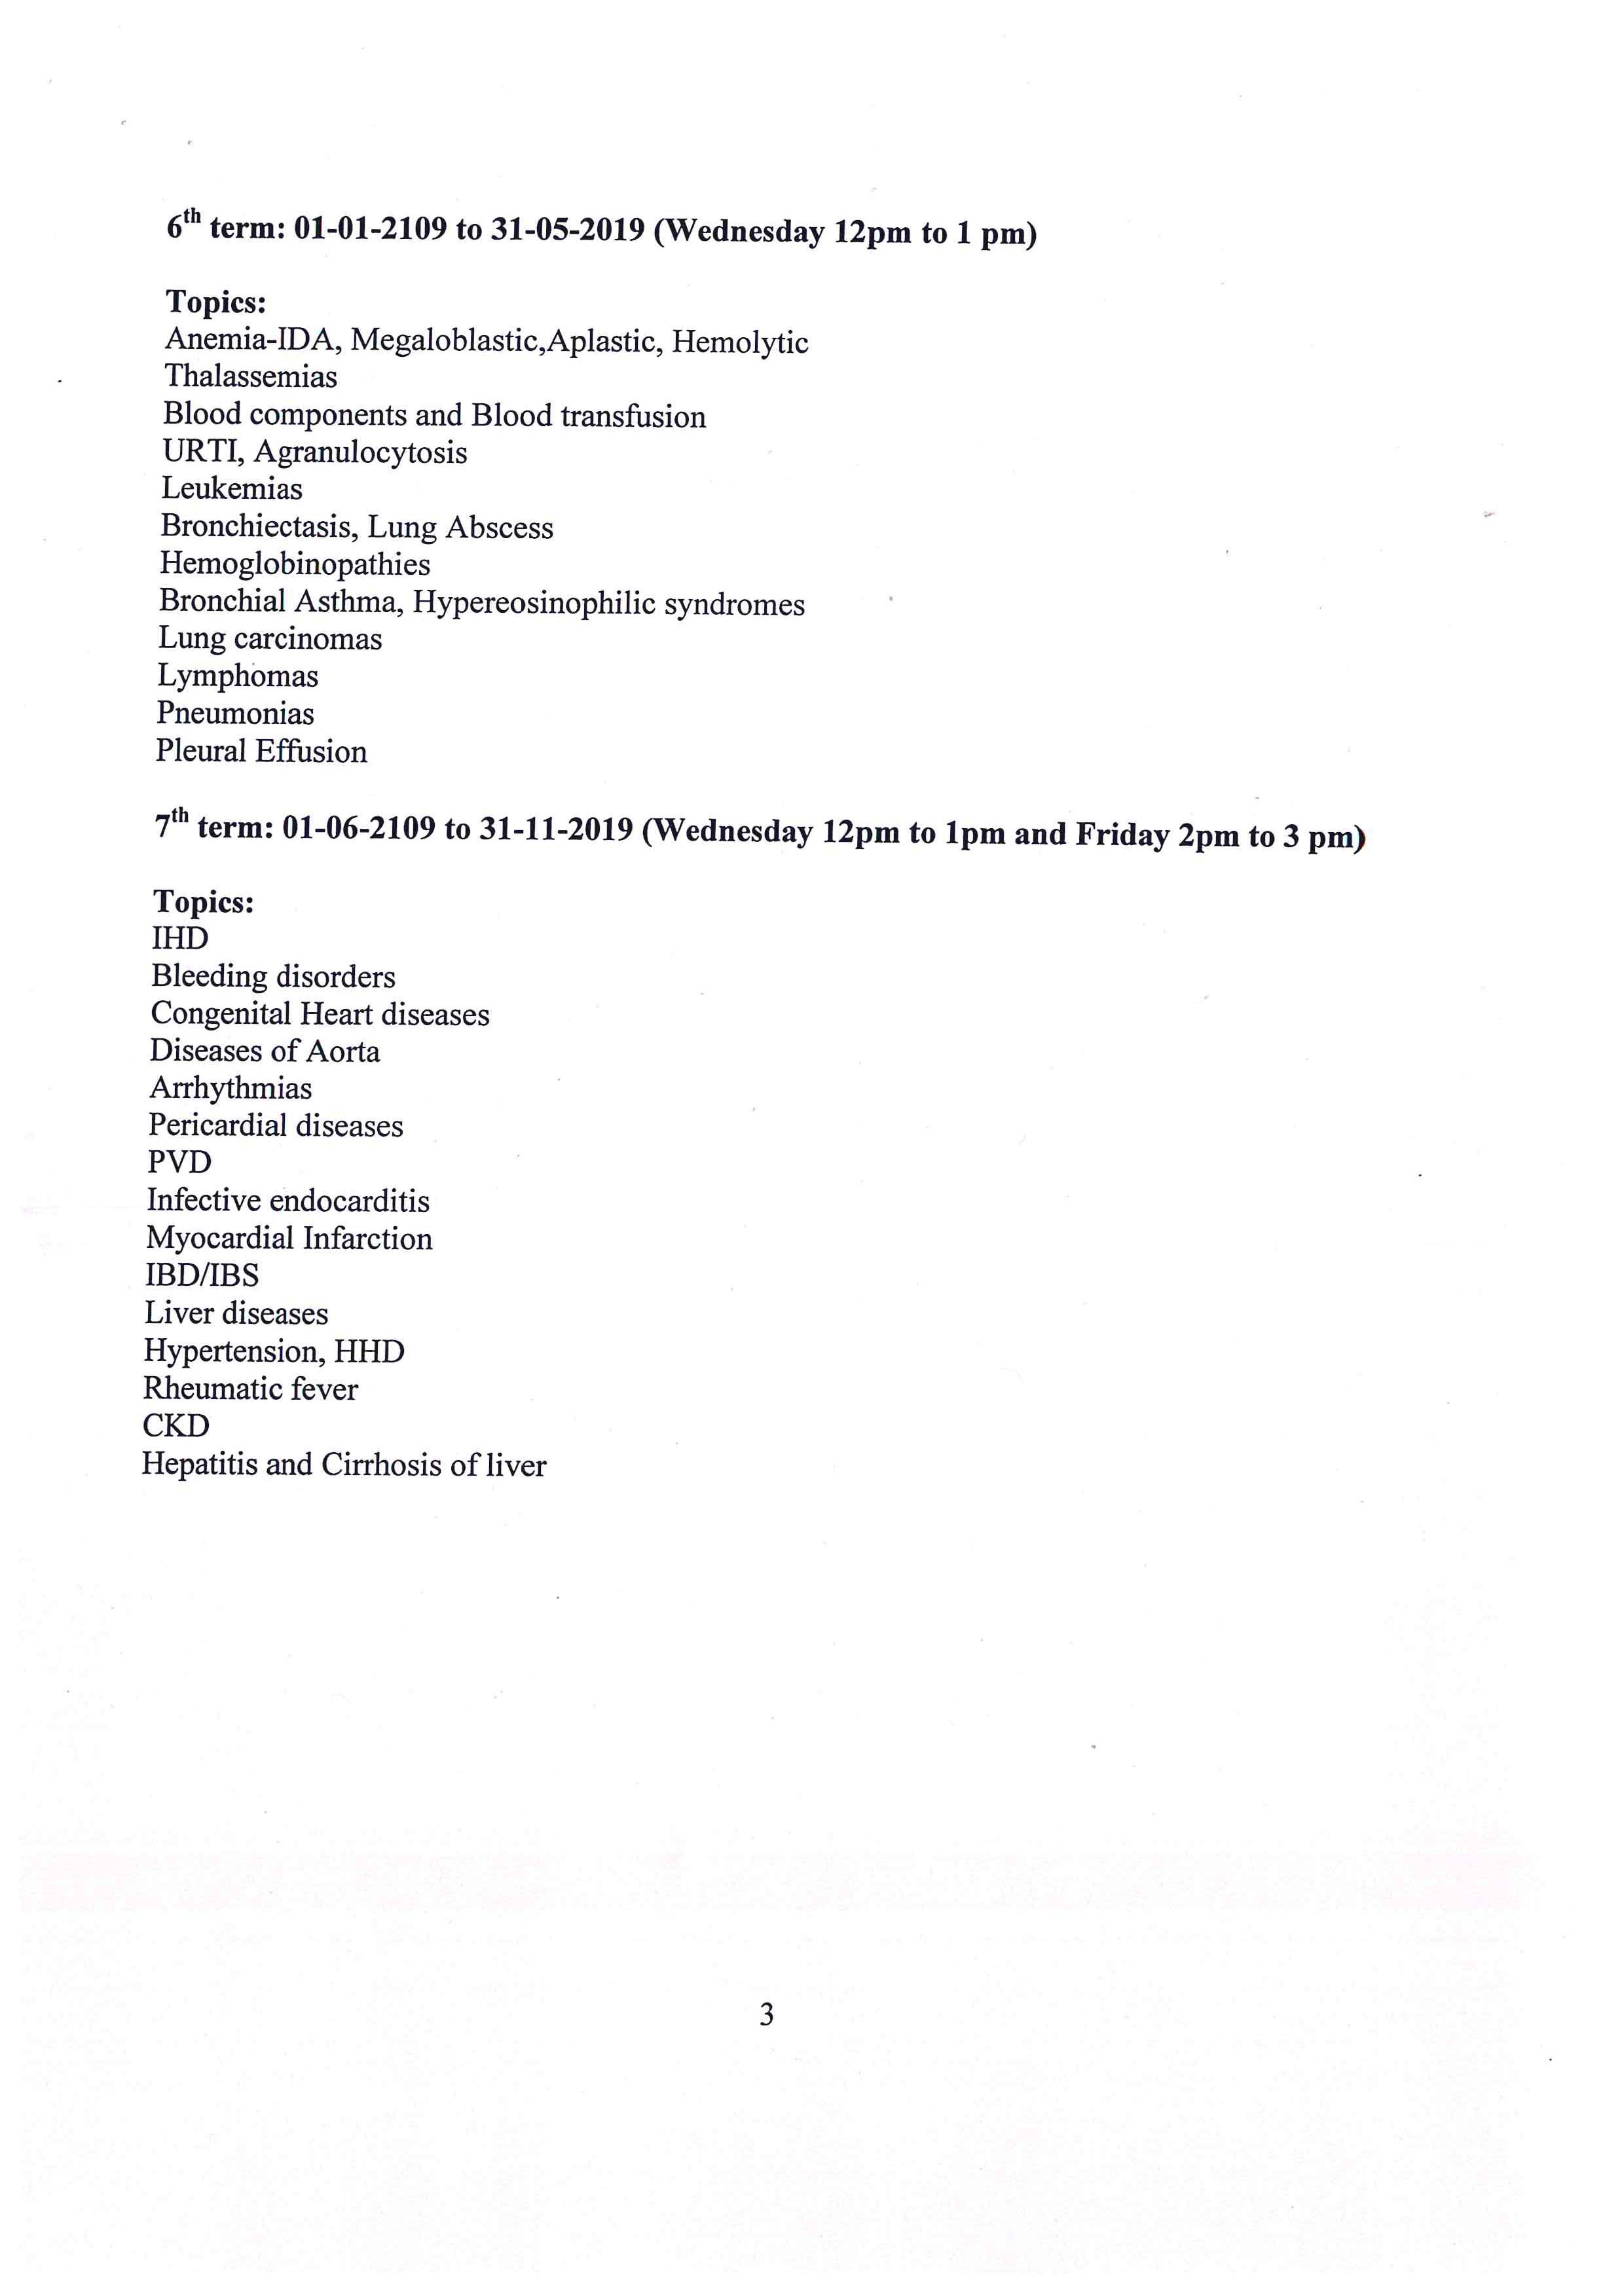 6th term: 01-01-2109 to 31-05-2019 (Wednesday 12pm to 1 pm)
Topics:
Anemia-IDA, Megaloblastic,Aplastic, Hemolytic
Thalassemias
Blood components and Blood transfusion
URTI, Agranulocytosis
Leukemias
Bronchiectasis, Lung Abscess
Hemoglobinopathies
Bronchial Asthma, Hypereosinophilic syndromes
Lung carcinomas
Lymphomas
Pneumonias
Pleural Effusion
7th term: 01-06-2109 to 31-11-2019 (Wednesday 12pm to 1pm and Friday 2pm to 3 pm)
Topics:
IHD
Bleeding disorders
Congenital Heart diseases
Diseases of Aorta
Arrhythmias
Pericardial diseases
PVD
Infective endocarditis
Myocardial Infarction
IBD/IBS
Liver diseases
Hypertension, HHD
Rheumatic fever
CKD
Hepatitis and Cirrhosis of liver
3